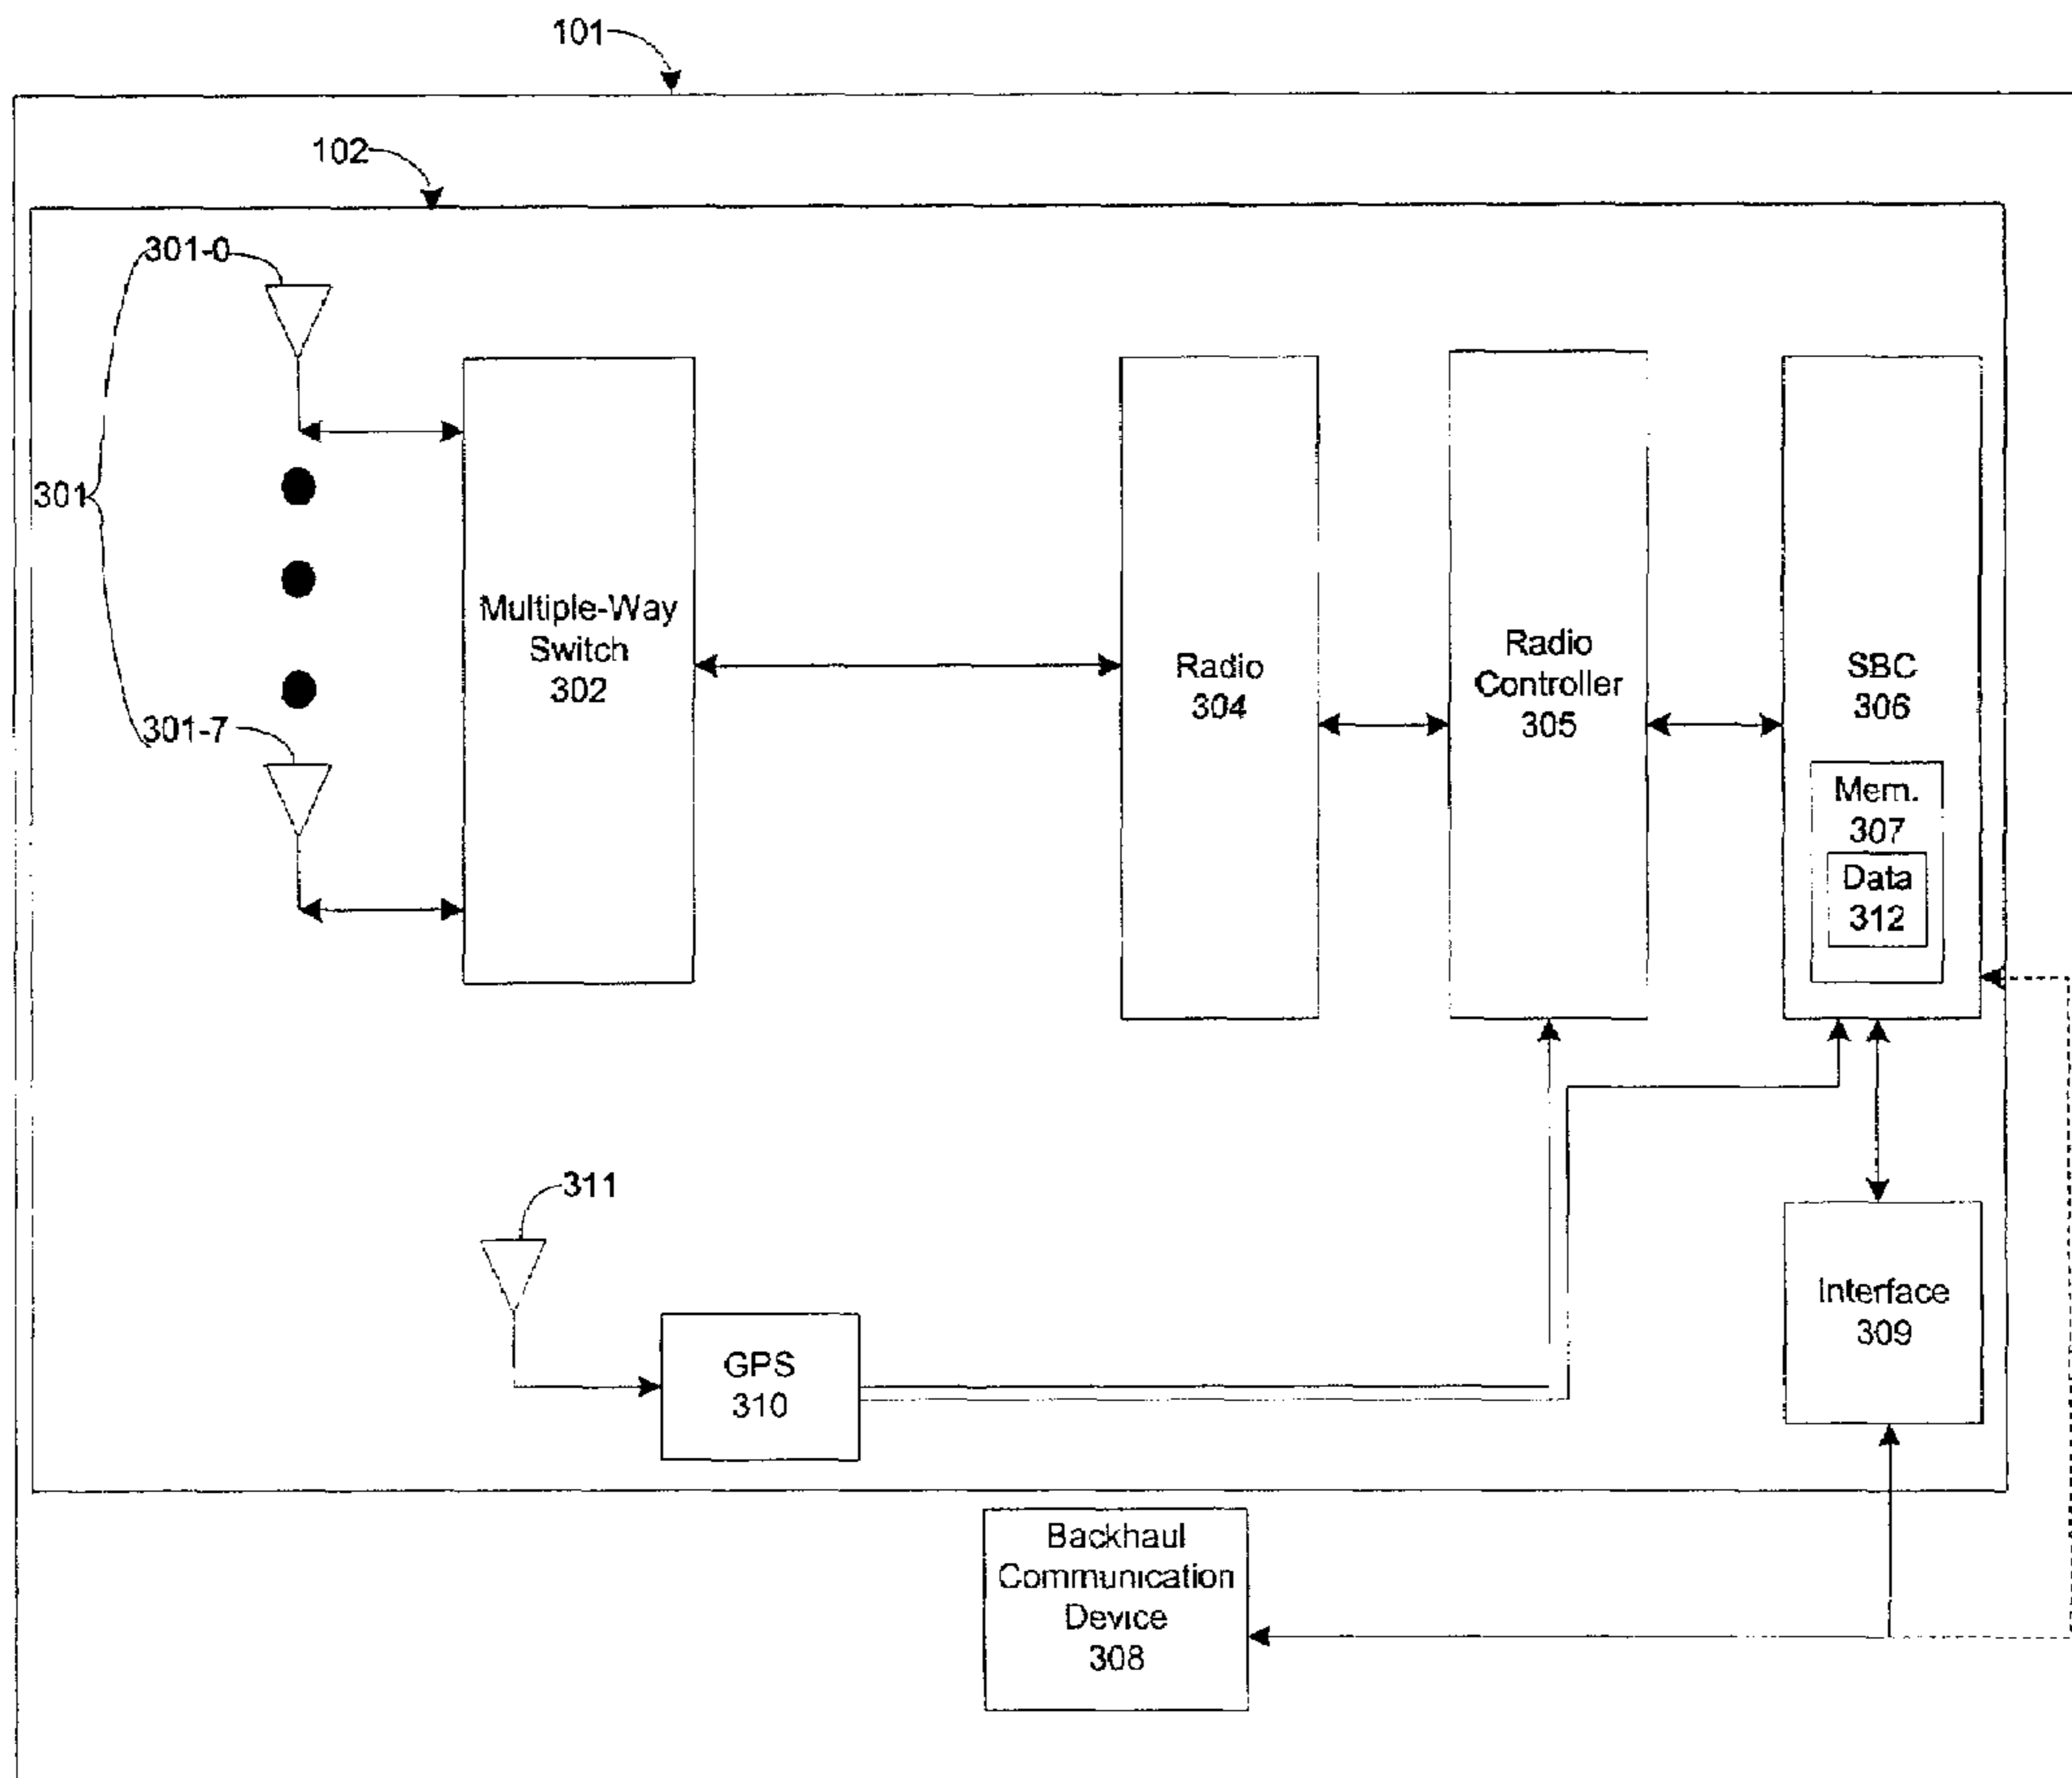 101
102
301-0
301
301-7
Multiple-Way
Switch
302
Radio
304
Radio
Controller
305
SBC
306
Mem.
307
Data
312
311
GPS
310
Interface
309
Backhaul
Communication
Device
308